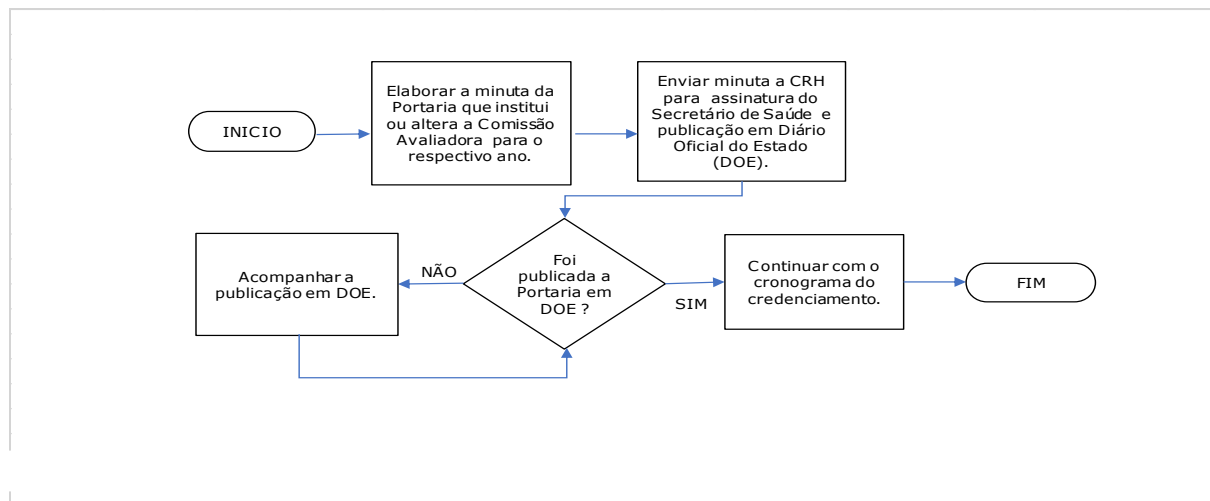 INICIO
Elaborar a minuta da
Portaria que institui
ou altera a Comissão
Avaliadora para o
respectivo ano.
Enviar minuta a CRH
para assinatura do
Secretário de Saúde e
publicação em Diário
Oficial do Estado
(DOE).
Foi
publicada a
Portaria em
DOE ?
NÃO
Acompanhar a
publicação em DOE.
SIM
Continuar com o
cronograma do
credenciamento.
FIM